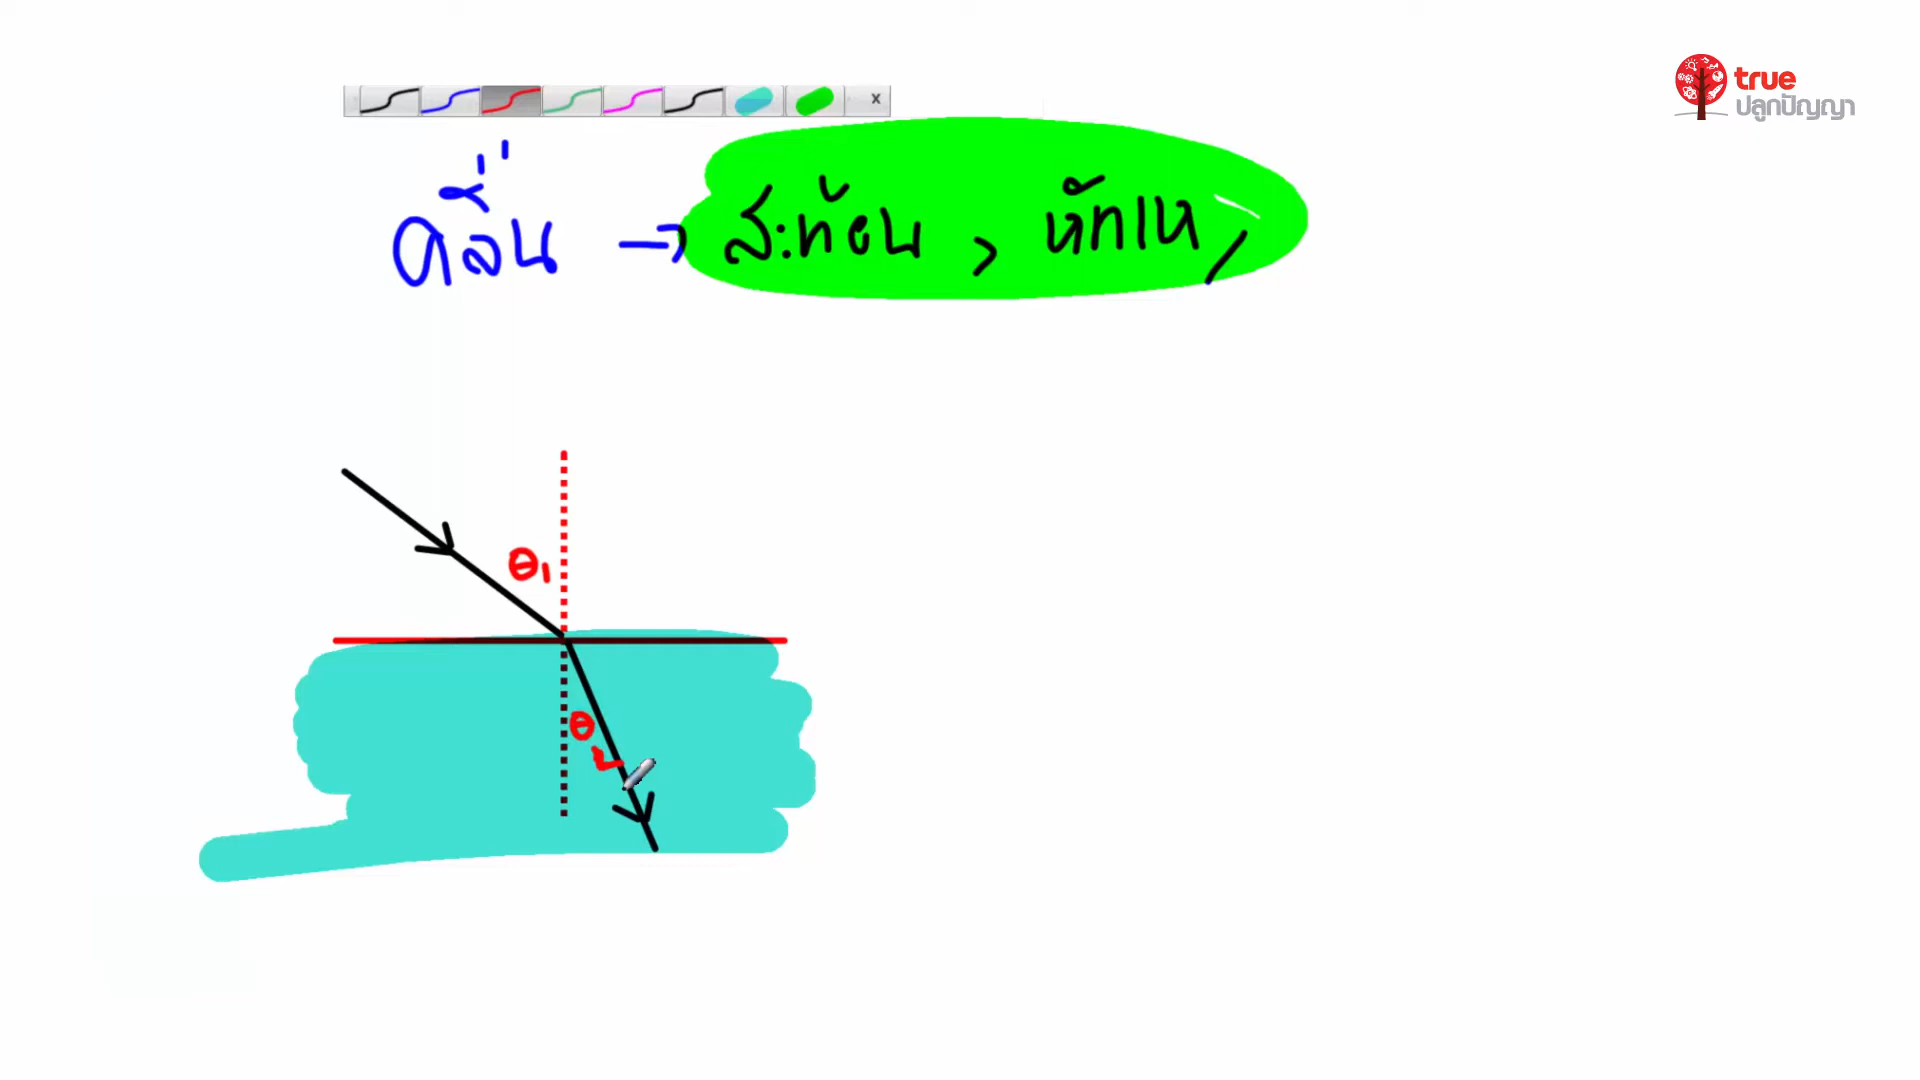 true
ปลูกปัญญา
x
คลื่น → สะท้อน , หักเห ,
θ₁
θ₂